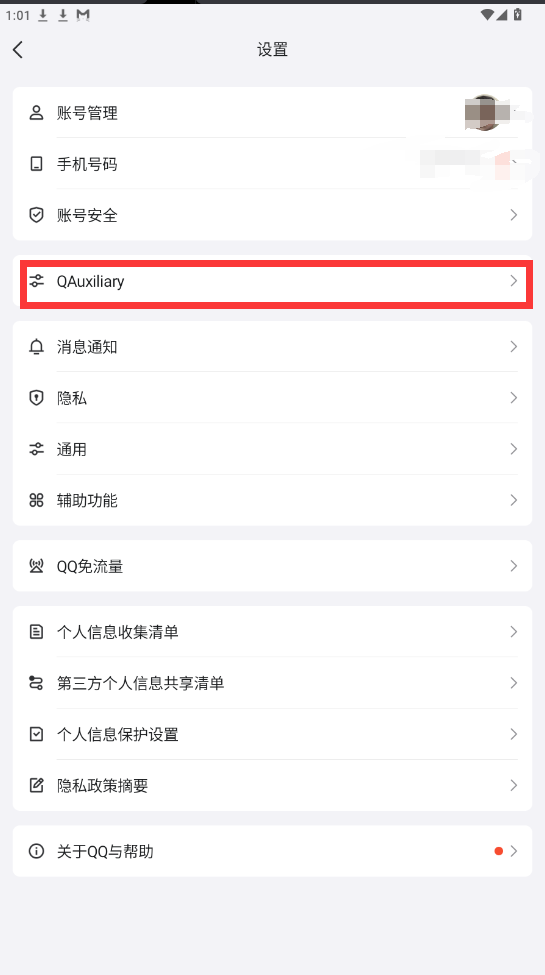 1:01
设置
账号管理
手机号码
账号安全
QAuxiliary
消息通知
隐私
通用
辅助功能
QQ免流量
个人信息收集清单
第三方个人信息共享清单
个人信息保护设置
隐私政策摘要
关于QQ与帮助